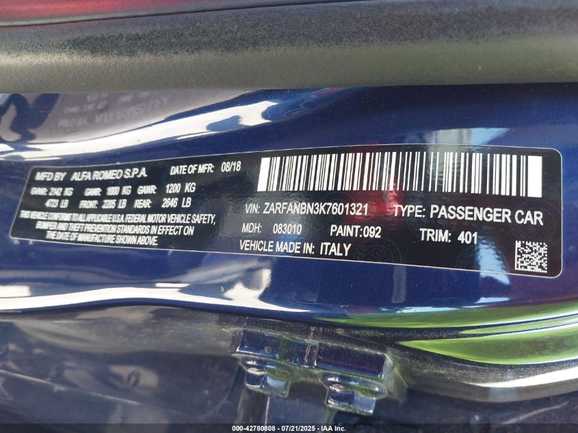 MFD BY ALFA ROMEO S.P.A. DATE OF MFR 08/18
GVWR: 2142 KG GAWR: 1000 KG GAWR: 1200 KG
4723 LB FRONT: 2205 LB REAR: 2646 LB
THIS VEHICLE CONFORMS TO ALL APPLICABLE U.S.A.
FEDERAL MOTOR VEHICLE SAFETY,
BUMPER, AND THEFT PREVENTION STANDARDS IN EFFECT
ON THE DATE OF MANUFACTURE SHOWN ABOVE.
VIN: ZARFANBN3K7601321 TYPE: PASSENGER CAR
MDH: 083010 PAINT:092 TRIM: 401
VEHICLE MADE IN: ITALY
000-42780808 | 07/21/2025 | IAA Inc.